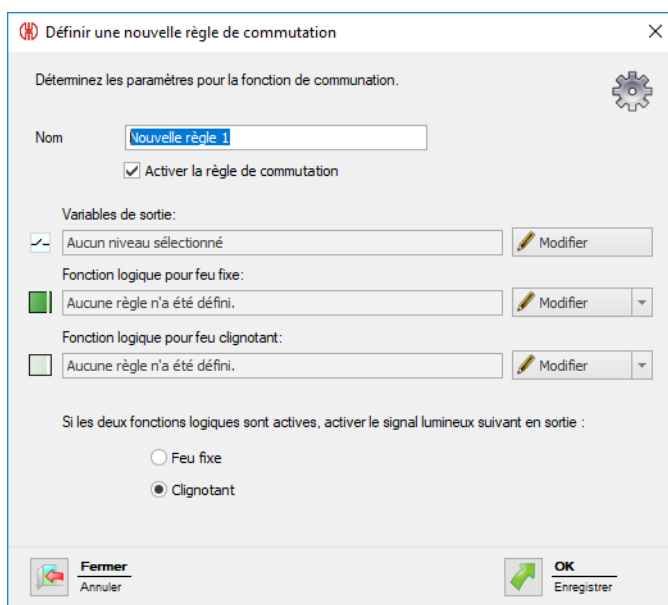 Définir une nouvelle règle de commutation
Déterminez les paramètres pour la fonction de communation.
Nom
Nouvelle règle 1
Activer la règle de commutation
Variables de sortie:
Aucun niveau sélectionné
Modifier
Fonction logique pour feu fixe:
Aucune règle n'a été défini.
Modifier
Fonction logique pour feu clignotant:
Aucune règle n'a été défini.
Modifier
Si les deux fonctions logiques sont actives, activer le signal lumineux suivant en sortie :
Feu fixe
Clignotant
Fermer
Annuler
OK
Enregistrer